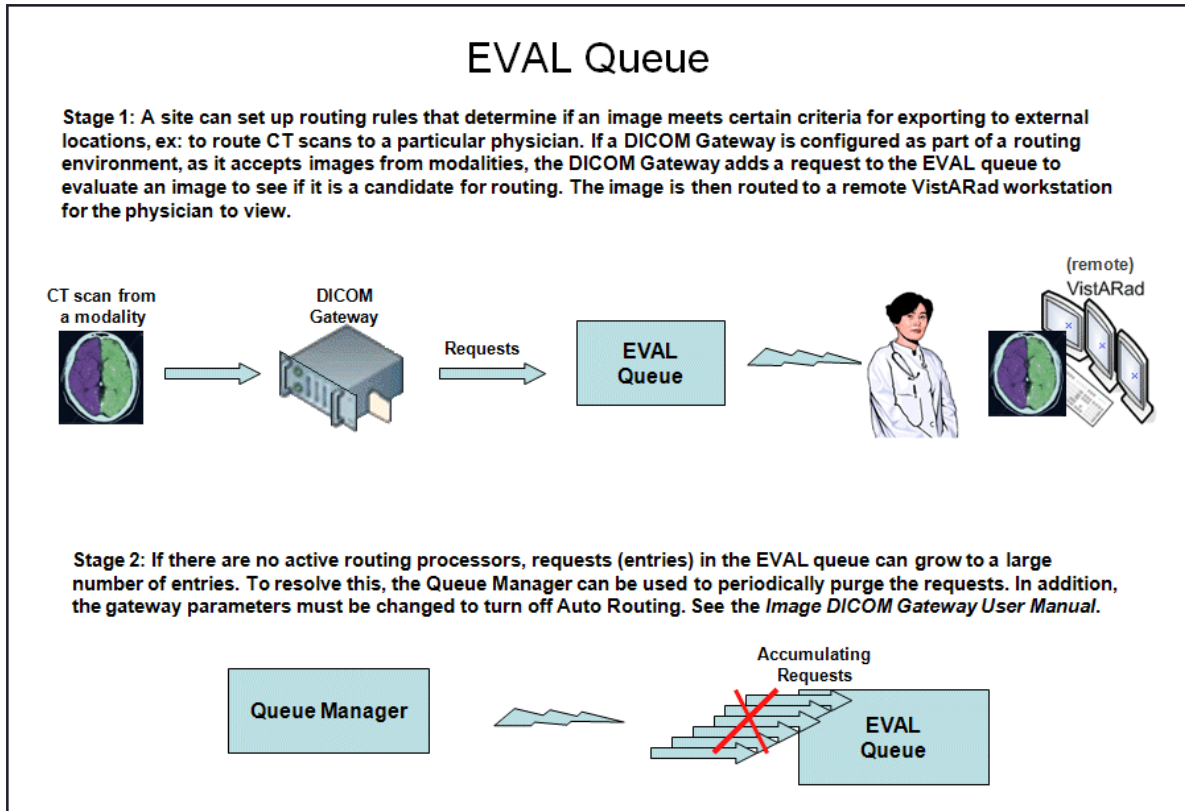 EVAL Queue
Stage 1: A site can set up routing rules that determine if an image meets certain criteria for exporting to external
locations, ex: to route CT scans to a particular physician. If a DICOM Gateway is configured as part of a routing
environment, as it accepts images from modalities, the DICOM Gateway adds a request to the EVAL queue to
evaluate an image to see if it is a candidate for routing. The image is then routed to a remote VistARad workstation
for the physician to view.
CT scan from
a modality
DICOM
Gateway
Requests
EVAL
Queue
(remote)
VistARad
Stage 2: If there are no active routing processors, requests (entries) in the EVAL queue can grow to a large
number of entries. To resolve this, the Queue Manager can be used to periodically purge the requests. In addition,
the gateway parameters must be changed to turn off Auto Routing. See the Image DICOM Gateway User Manual.
Queue Manager
Accumulating
Requests
EVAL
Queue